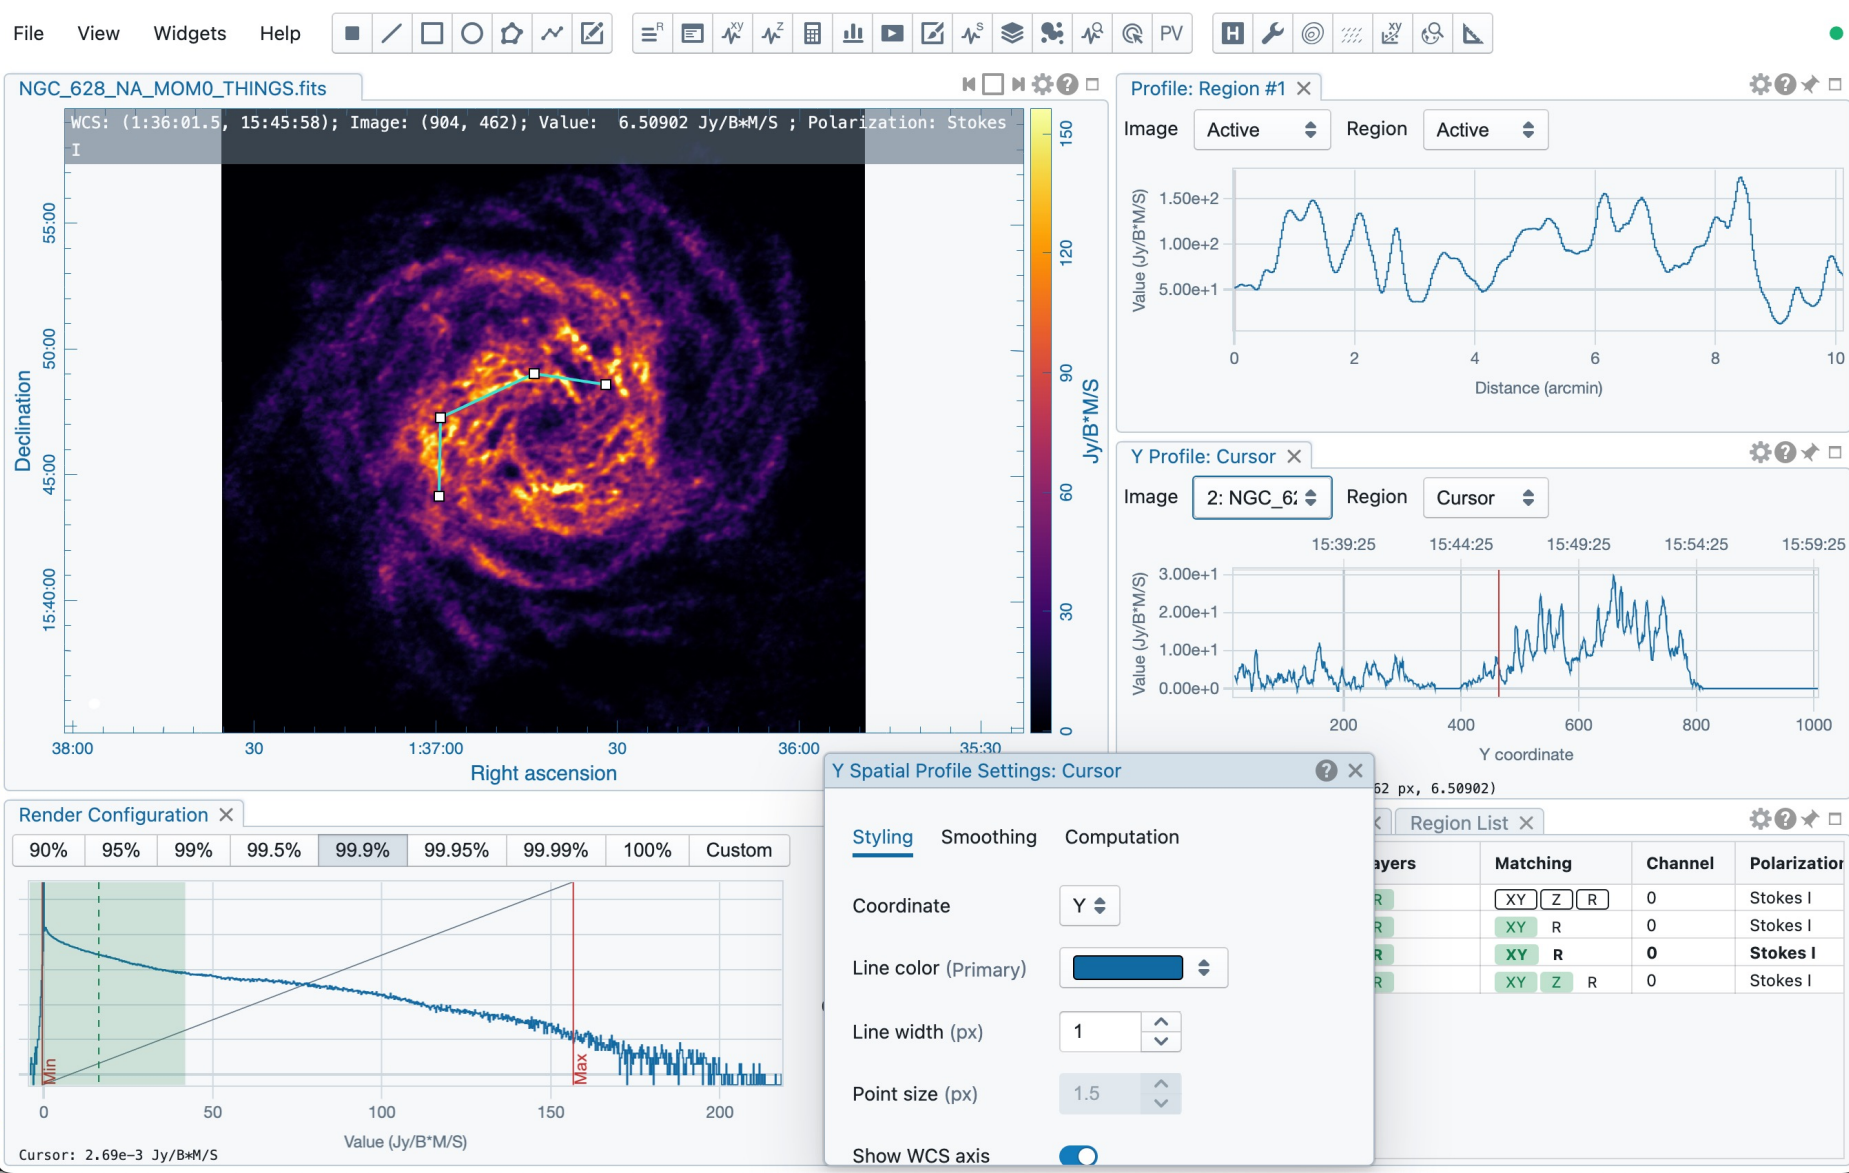 File View Widgets Help
R XY Z S PV H XY
NGC_628_NA_MOM0_THINGS.fits
WCS: (1:36:01.5, 15:45:58); Image: (904, 462); Value:  6.50902 Jy/B*M/S ; Polarization: Stokes
I
Declination
55:00
50:00
45:00
15:40:00
38:00 30 1:37:00 30 36:00 35:30
Right ascension
150
120
90
60
30
0
Jy/B*M/S
Profile: Region #1
Image Active Region Active
Value (Jy/B*M/S)
1.50e+2
1.00e+2
5.00e+1
0 2 4 6 8 10
Distance (arcmin)
Y Profile: Cursor
Image 2: NGC_62 Region Cursor
15:39:25 15:44:25 15:49:25 15:54:25 15:59:25
Value (Jy/B*M/S)
3.00e+1
2.00e+1
1.00e+1
0.00e+0
200 400 600 800 1000
Y coordinate
62 px, 6.50902)
Render Configuration
90% 95% 99% 99.5% 99.9% 99.95% 99.99% 100% Custom
Min
Max
0 50 100 150 200
Value (Jy/B*M/S)
Cursor: 2.69e-3 Jy/B*M/S
Y Spatial Profile Settings: Cursor
Styling Smoothing Computation
Coordinate Y
Line color (Primary)
Line width (px) 1
Point size (px) 1.5
Show WCS axis
Region List
ayers Matching Channel Polarization
R XY Z R 0 Stokes I
R XY R 0 Stokes I
R XY R 0 Stokes I
R XY Z R 0 Stokes I